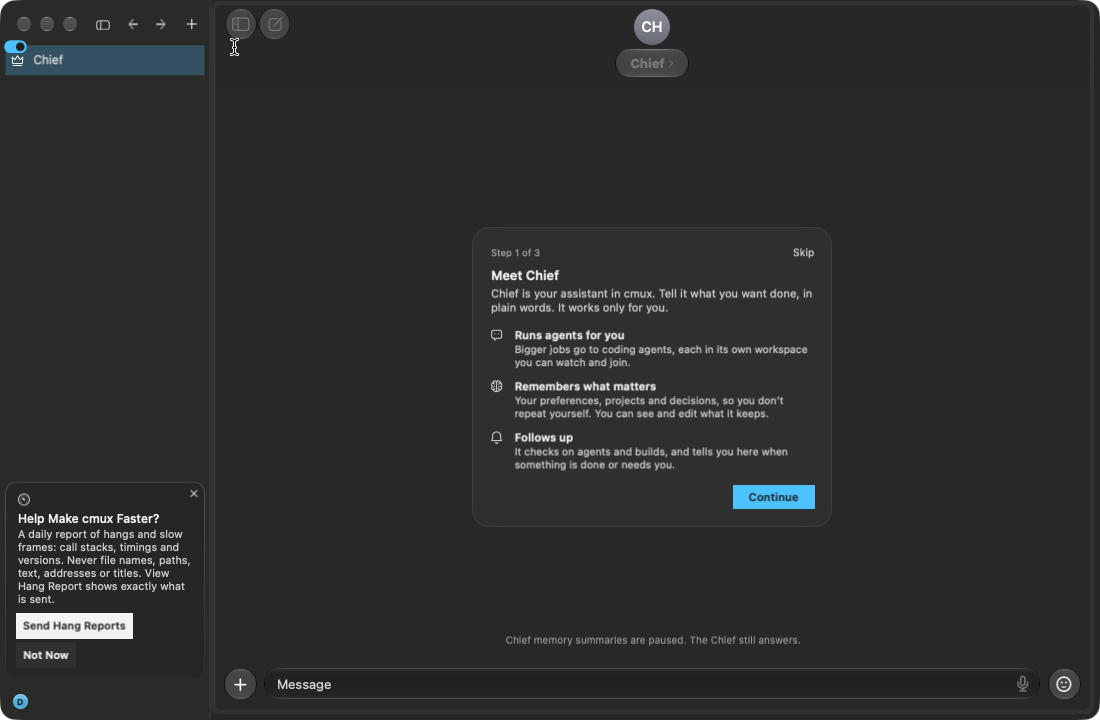 CH
Chief
Chief
Step 1 of 3
Skip
Meet Chief
Chief is your assistant in cmux. Tell it what you want done, in
plain words. It works only for you.
Runs agents for you
Bigger jobs go to coding agents, each in its own workspace
you can watch and join.
Remembers what matters
Your preferences, projects and decisions, so you don't
repeat yourself. You can see and edit what it keeps.
Follows up
It checks on agents and builds, and tells you here when
something is done or needs you.
Continue
Help Make cmux Faster?
A daily report of hangs and slow
frames: call stacks, timings and
versions. Never file names, paths,
text, addresses or titles. View
Hang Report shows exactly what
is sent.
Send Hang Reports
Not Now
Chief memory summaries are paused. The Chief still answers.
Message
D